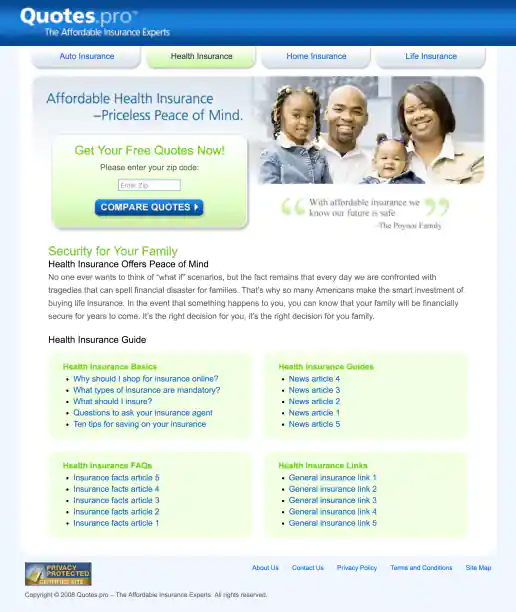 Quotes.pro™
The Affordable Insurance Experts
Auto Insurance
Health Insurance
Home Insurance
Life Insurance
Affordable Health Insurance
–Priceless Peace of Mind.
Get Your Free Quotes Now!
Please enter your zip code:
Enter Zip
COMPARE QUOTES
“With affordable insurance we
know our future is safe”
–The Poynor Family
Security for Your Family
Health Insurance Offers Peace of Mind
No one ever wants to think of “what if” scenarios, but the fact remains that every day we are confronted with
tragedies that can spell financial disaster for families. That’s why so many Americans make the smart investment of
buying life insurance. In the event that something happens to you, you can know that your family will be financially
secure for years to come. It’s the right decision for you, it’s the right decision for you family.
Health Insurance Guide
Health Insurance Basics
• Why should I shop for insurance online?
• What types of insurance are mandatory?
• What should I insure?
• Questions to ask your insurance agent
• Ten tips for saving on your insurance
Health Insurance Guides
• News article 4
• News article 3
• News article 2
• News article 1
• News article 5
Health Insurance FAQs
• Insurance facts article 5
• Insurance facts article 4
• Insurance facts article 3
• Insurance facts article 2
• Insurance facts article 1
Health Insurance Links
• General insurance link 1
• General insurance link 2
• General insurance link 3
• General insurance link 4
• General insurance link 5
PRIVACY
PROTECTED
CERTIFIED SITE
About Us
Contact Us
Privacy Policy
Terms and Conditions
Site Map
Copyright © 2008 Quotes.pro – The Affordable Insurance Experts. All rights reserved.